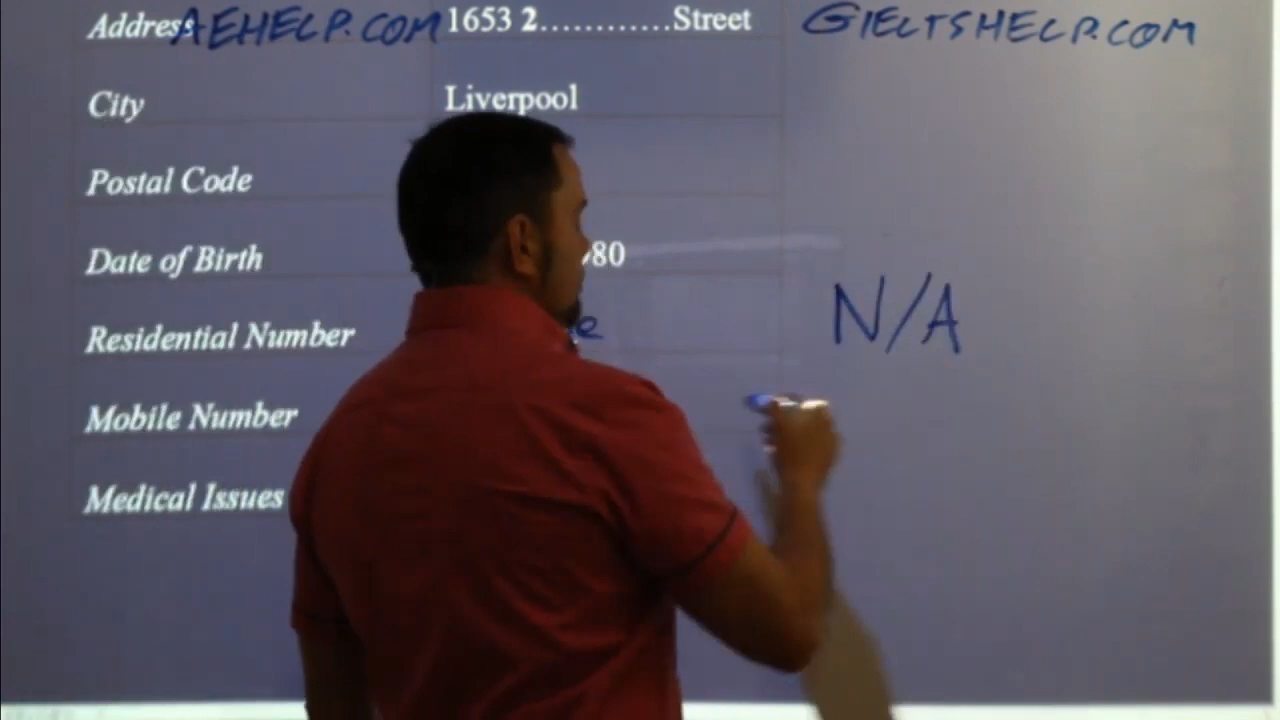 Address AEHELP.COM 1653 2............Street GIELTSHELP.COM
City Liverpool
Postal Code
Date of Birth 80
Residential Number e N/A
Mobile Number
Medical Issues